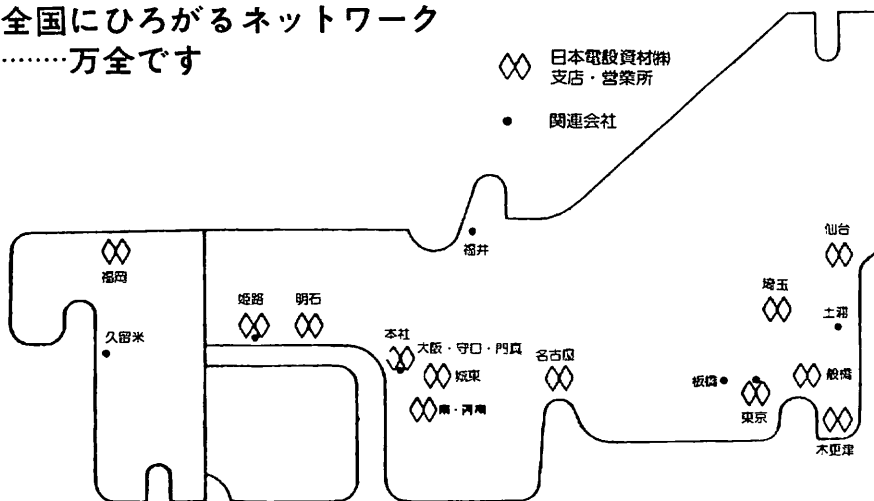 全国にひろがるネットワーク
………万全です
日本電設資材㈱
支店・営業所
関連会社
仙台
福井
福岡
埼玉
姫路
明石
土浦
久留米
本社
大阪・守口・門真
名古屋
城東
板橋
船橋
南・河南
東京
木更津